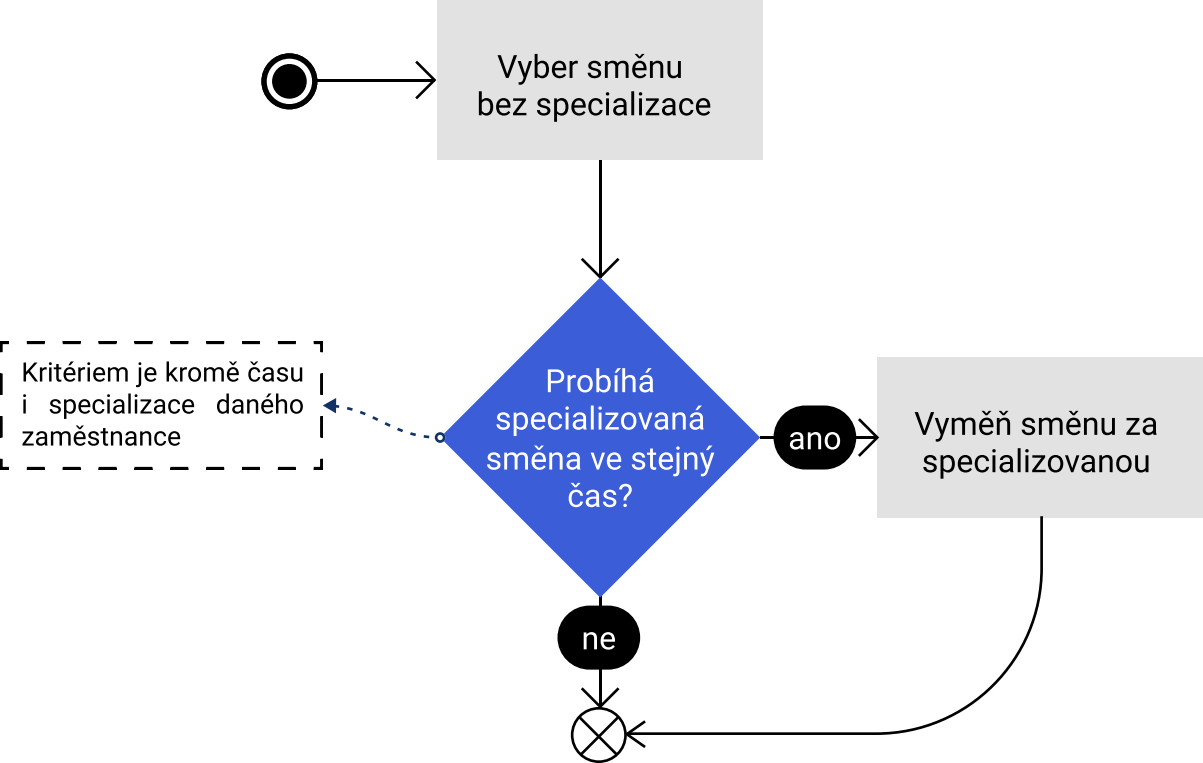 Vyber směnu
bez specializace
Kritériem je kromě času
i specializace daného
zaměstnance
Probíhá
specializovaná
směna ve stejný
čas?
ano
Vyměň směnu za
specializovanou
ne